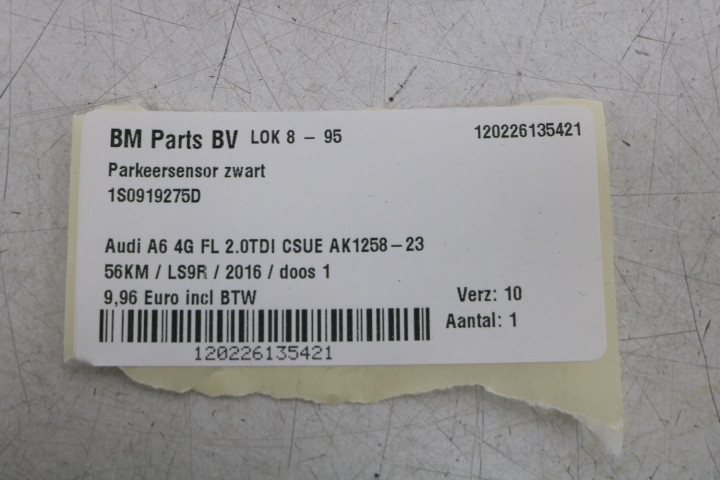 BM Parts BV LOK 8 - 95 120226135421
Parkeersensor zwart
1S0919275D
Audi A6 4G FL 2.0TDI CSUE AK1258-23
56KM / LS9R / 2016 / doos 1
9,96 Euro incl BTW Verz: 10
Aantal: 1
120226135421